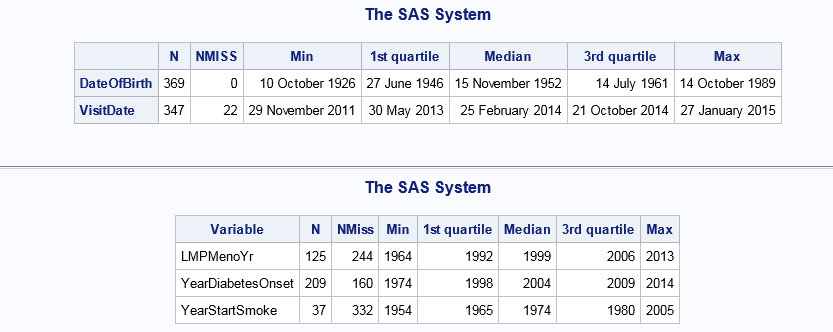 The SAS System
N NMISS Min 1st quartile Median 3rd quartile Max
DateOfBirth 369 0 10 October 1926 27 June 1946 15 November 1952 14 July 1961 14 October 1989
VisitDate 347 22 29 November 2011 30 May 2013 25 February 2014 21 October 2014 27 January 2015
The SAS System
Variable N NMiss Min 1st quartile Median 3rd quartile Max
LMPMenoYr 125 244 1964 1992 1999 2006 2013
YearDiabetesOnset 209 160 1974 1998 2004 2009 2014
YearStartSmoke 37 332 1954 1965 1974 1980 2005